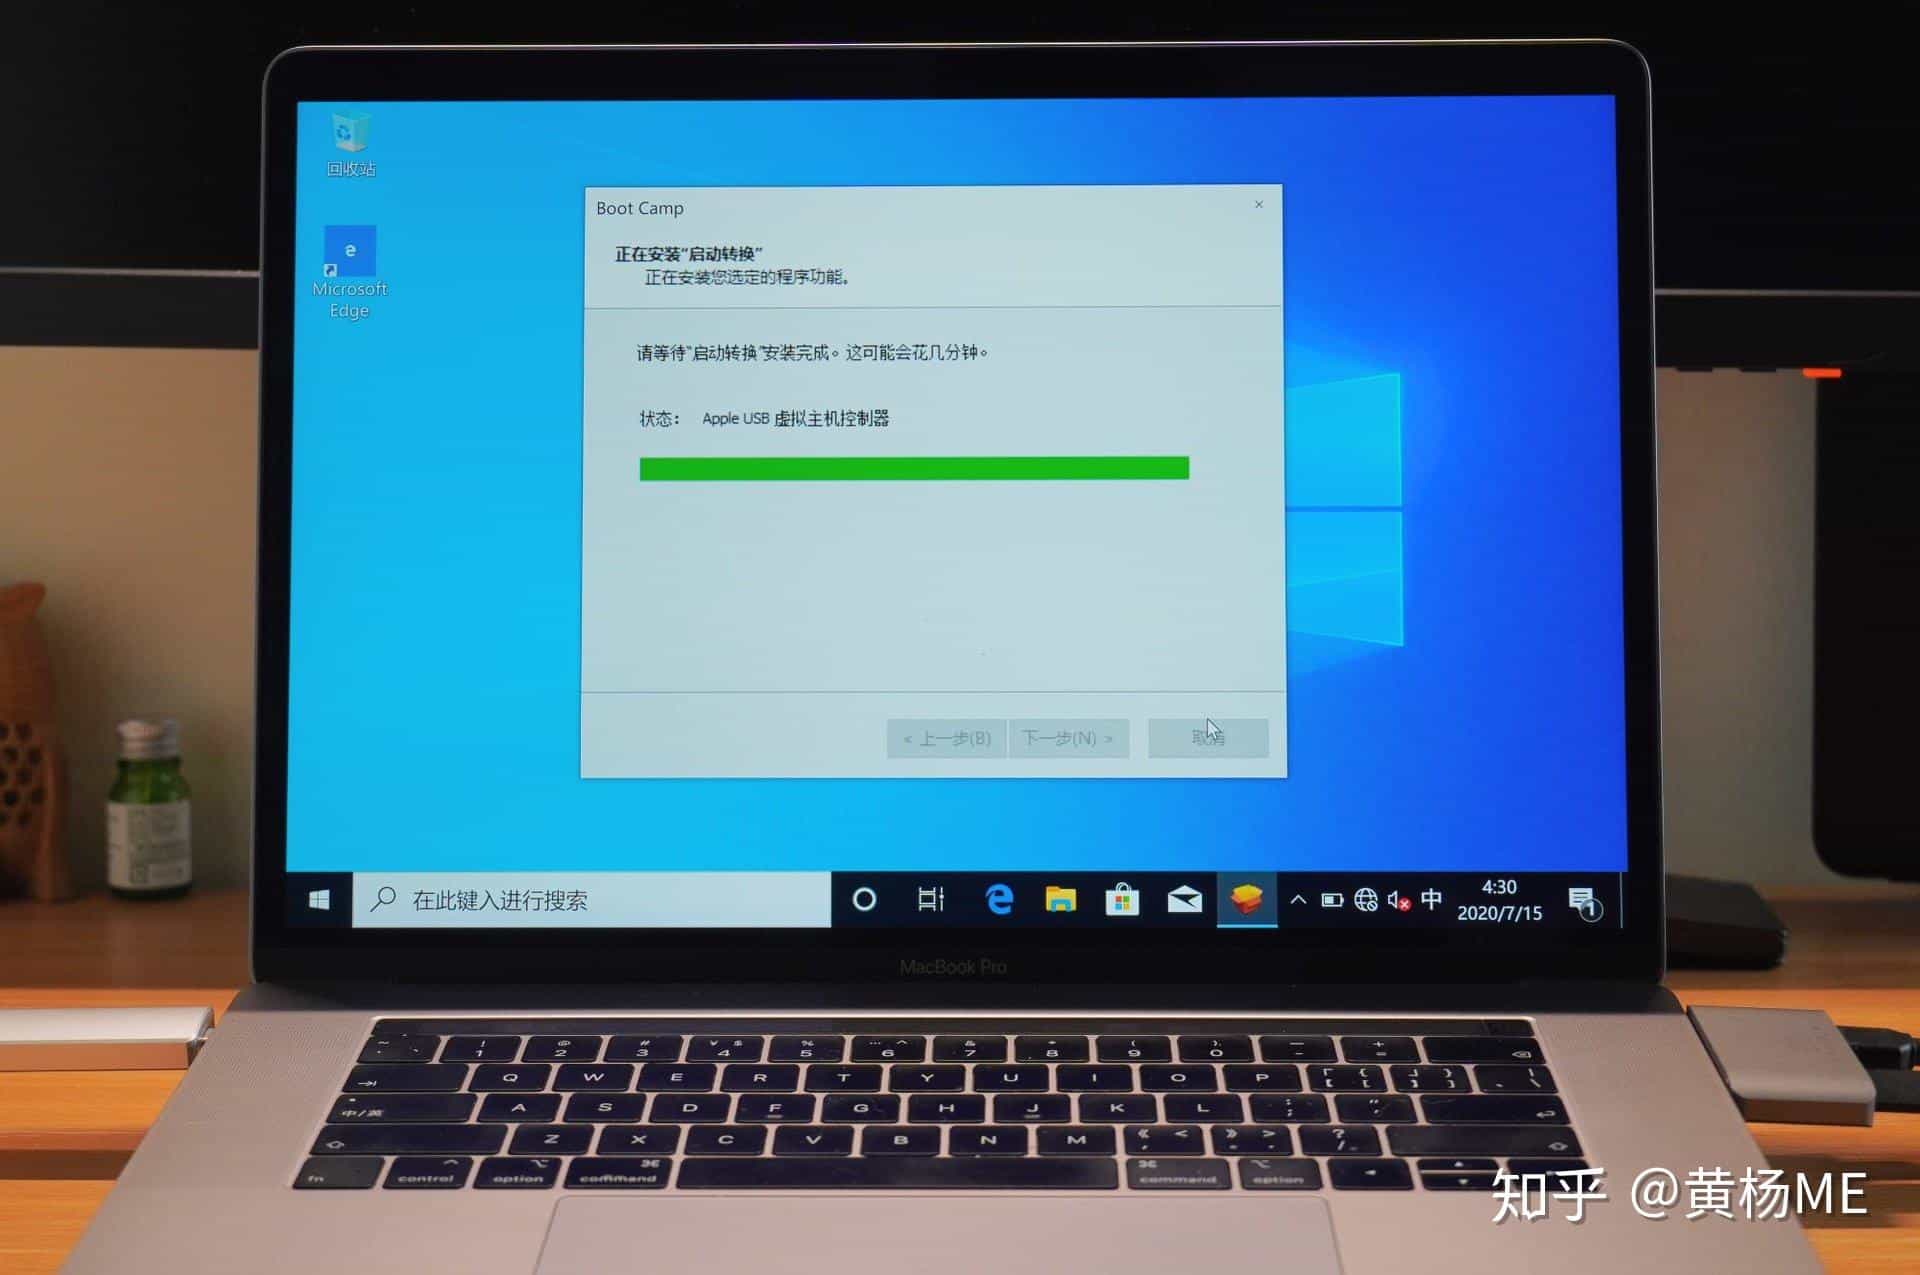 回收站
Microsoft
Edge
Boot Camp
正在安装“启动转换”
正在安装您选定的程序功能。
请等待“启动转换”安装完成。这可能会花几分钟。
状态： Apple USB 虚拟主机控制器
< 上一步(B) 下一步(N) > 取消
在此键入进行搜索
中
4:30
2020/7/15
1
MacBook Pro
! @ # ¥ $ % … ^ & * ( ) — +
1 2 3 4 5 6 7 8 9 0 - =
Q W E R T Y U I O P
中/英 A S D F G H J K L
Z X C V B N M
fn control option command command option
知乎 @黄杨ME